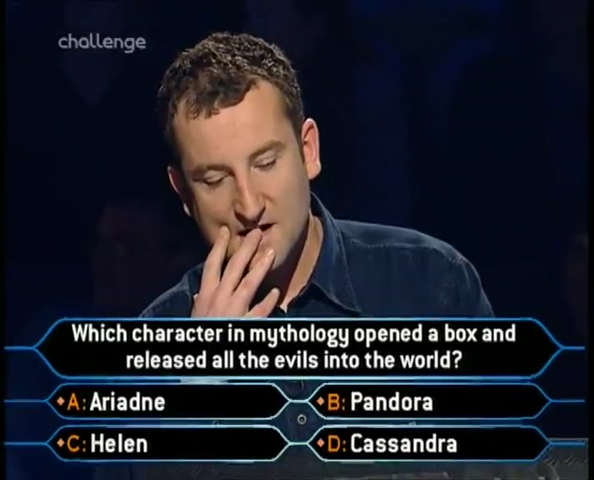 challenge
Which character in mythology opened a box and
released all the evils into the world?
A: Ariadne
B: Pandora
C: Helen
D: Cassandra